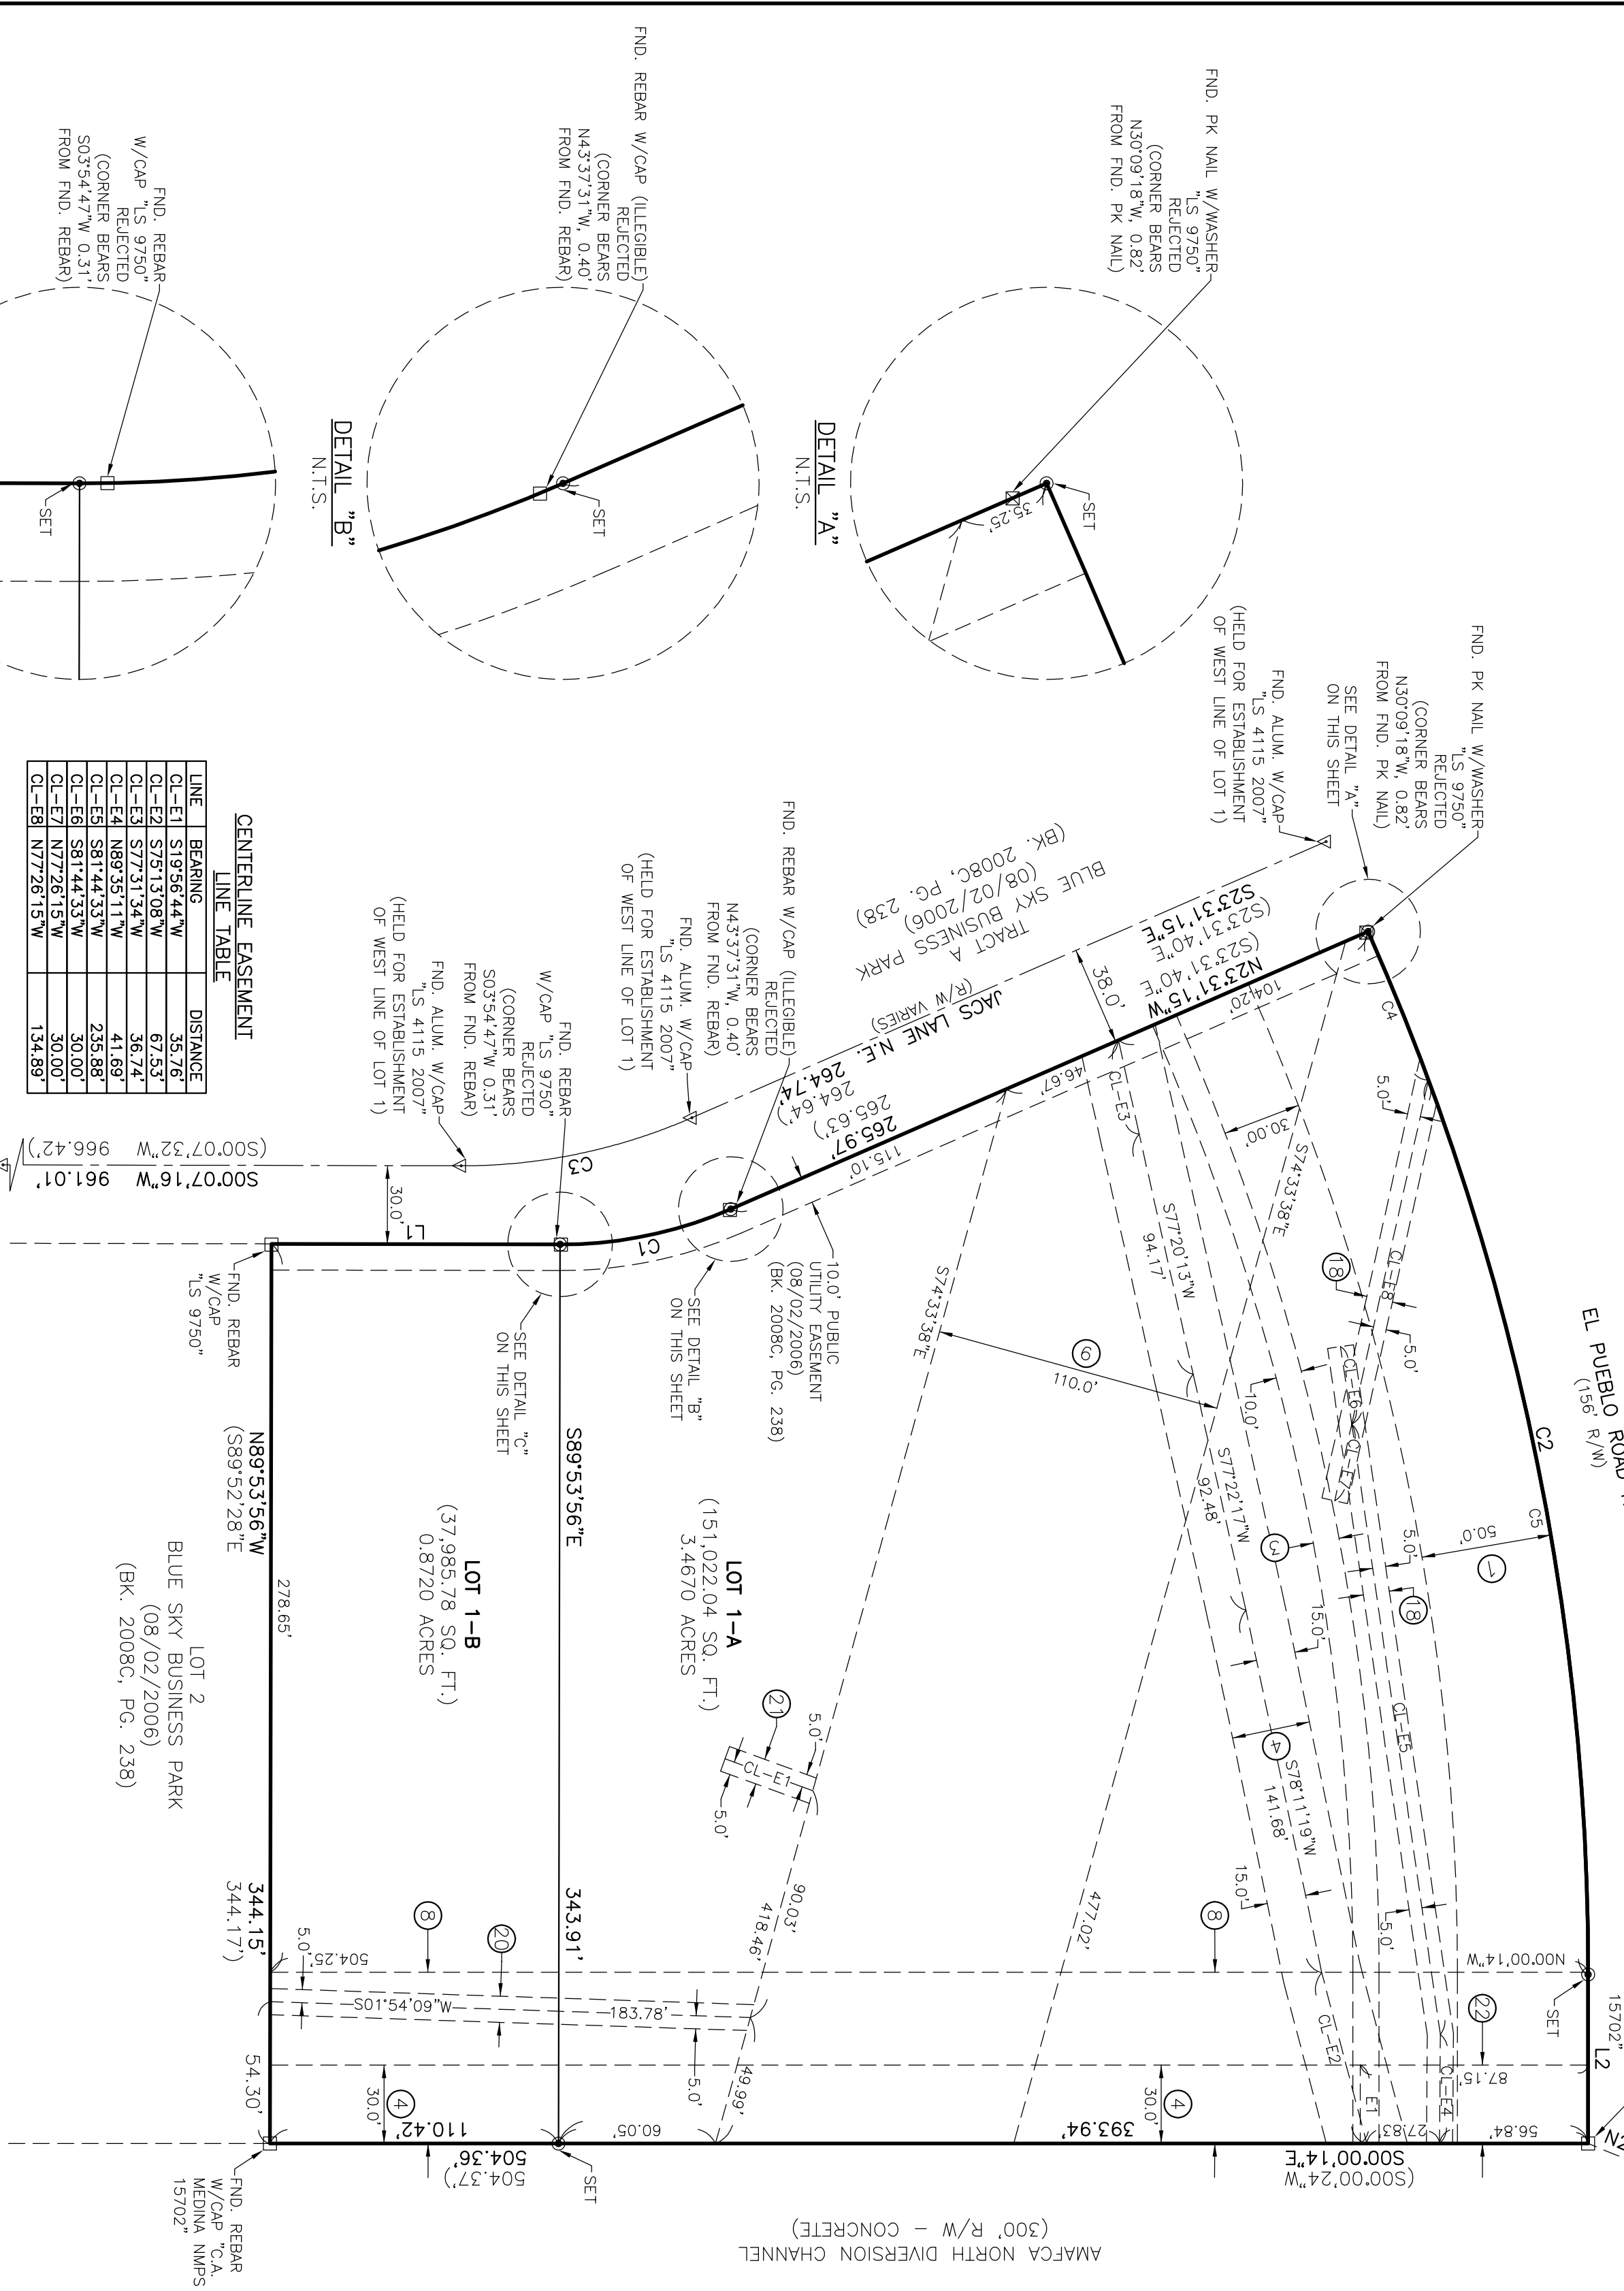 EL PUEBLO ROAD
(156' R/W)
C2
C4
C5
50.0'
1
5.0'
5.0'
5.0'
18
18
CL-E8
CL-E6
CL-E7
CL-E5
CL-E4
CL-E3
CL-E2
E1
30.00'
S74°33'38"E
S77°20'13"W
94.17'
S77°22'17"W
92.48'
S78°11'19"W
141.68'
10.0'
3
15.0'
4
15.0'
5.0'
6
110.0'
S74°33'38"E
477.02'
8
N00°00'14"W
SET
15702"
L2
22
87.15'
56.84'
27.83'
4
30.0'
393.94'
S00°00'14"E
(S00°00'24"W
504.36'
504.37')
110.42'
60.05'
SET
AMAFCA NORTH DIVERSION CHANNEL
(300' R/W - CONCRETE)
FND. PK NAIL W/WASHER
"LS 9750"
REJECTED
(CORNER BEARS
N30°09'18"W, 0.82'
FROM FND. PK NAIL)
SEE DETAIL "A"
ON THIS SHEET
FND. ALUM. W/CAP
"LS 4115 2007"
(HELD FOR ESTABLISHMENT
OF WEST LINE OF LOT 1)
TRACT A
BLUE SKY BUSINESS PARK
(08/02/2006)
(BK. 2008C, PG. 238)
JACS LANE N.E.
(R/W VARIES)
38.0'
S23°31'15"E
(S23°31'40"E
(S23°31'40"E
N23°31'15"W
264.74'
264.64')
265.63')
265.97'
104.20'
46.67'
115.10'
FND. REBAR W/CAP (ILLEGIBLE)
REJECTED
(CORNER BEARS
N43°37'31"W, 0.40'
FROM FND. REBAR)
FND. ALUM. W/CAP
"LS 4115 2007"
(HELD FOR ESTABLISHMENT
OF WEST LINE OF LOT 1)
10.0' PUBLIC
UTILITY EASEMENT
(08/02/2006)
(BK. 2008C, PG. 238)
SEE DETAIL "B"
ON THIS SHEET
C3
C1
FND. REBAR
W/CAP "LS 9750"
REJECTED
(CORNER BEARS
S03°54'47"W 0.31'
FROM FND. REBAR)
FND. ALUM. W/CAP
"LS 4115 2007"
(HELD FOR ESTABLISHMENT
OF WEST LINE OF LOT 1)
SEE DETAIL "C"
ON THIS SHEET
30.0'
L1
S00°07'16"W 961.01'
(S00°07'32"W 966.42')
FND. REBAR
W/CAP
"LS 9750"
S89°53'56"E
343.91'
LOT 1-A
(151,022.04 SQ. FT.)
3.4670 ACRES
LOT 1-B
(37,985.78 SQ. FT.)
0.8720 ACRES
21
5.0'
CL-E1
5.0'
90.03'
418.46'
49.99'
8
20
5.0'
504.25'
S01°54'09"W
183.78'
5.0'
4
30.0'
N89°53'56"W
(S89°52'28"E
278.65'
344.15'
344.17')
54.30'
LOT 2
BLUE SKY BUSINESS PARK
(08/02/2006)
(BK. 2008C, PG. 238)
FND. REBAR
W/CAP "C.A.
MEDINA NMPS
15702"
FND. PK NAIL W/WASHER
"LS 9750"
REJECTED
(CORNER BEARS
N30°09'18"W, 0.82'
FROM FND. PK NAIL)
SET
35.25'
DETAIL "A"
N.T.S.
FND. REBAR W/CAP (ILLEGIBLE)
REJECTED
(CORNER BEARS
N43°37'31"W, 0.40'
FROM FND. REBAR)
SET
DETAIL "B"
N.T.S.
FND. REBAR
W/CAP "LS 9750"
REJECTED
(CORNER BEARS
S03°54'47"W 0.31'
FROM FND. REBAR)
SET
CENTERLINE EASEMENT
LINE TABLE
LINE BEARING DISTANCE
CL-E1 S19°56'44"W 35.76'
CL-E2 S75°13'08"W 67.53'
CL-E3 S77°31'34"W 36.74'
CL-E4 N89°35'11"W 41.69'
CL-E5 S81°44'33"W 235.88'
CL-E6 S81°44'33"W 30.00'
CL-E7 N77°26'15"W 30.00'
CL-E8 N77°26'15"W 134.89'